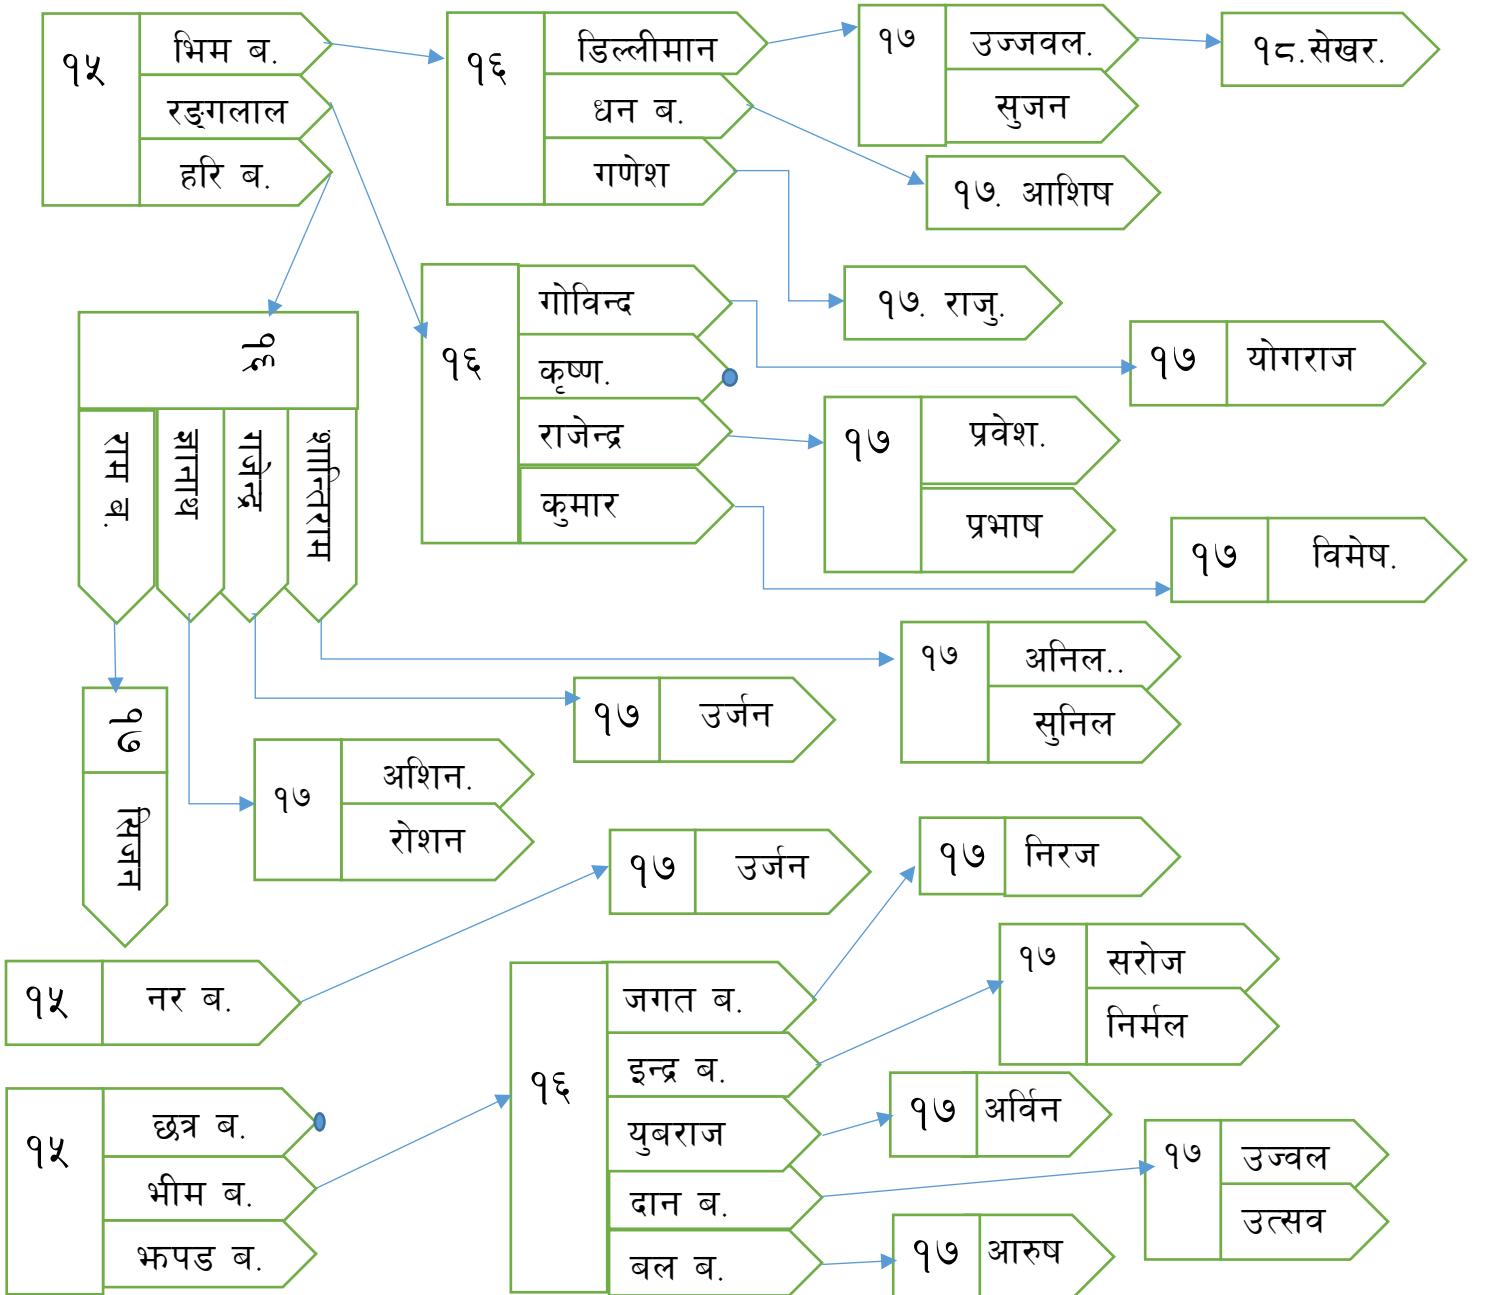 १५
भिम ब.
रङ्गलाल
हरि ब.
१६
डिल्लीमान
धन ब.
गणेश
१७
उज्जवल.
सुजन
१८.सेखर.
१७. आशिष
१७. राजु.
१६
गोविन्द
कृष्ण.
राजेन्द्र
कुमार
१७
योगराज
१७
प्रवेश.
प्रभाष
१७
विमेष.
१६
राम ब.
ज्ञानाथ
गजेन्द्र
शान्तिराम
१७
अनिल..
सुनिल
१७
उर्जन
१७
सिजन
१७
अशिन.
रोशन
१७
उर्जन
१७
निरज
१५
नर ब.
१६
जगत ब.
इन्द्र ब.
युबराज
दान ब.
बल ब.
१७
सरोज
निर्मल
१५
छत्र ब.
भीम ब.
झपड ब.
१७
अर्विन
१७
उज्वल
उत्सव
१७
आरुष